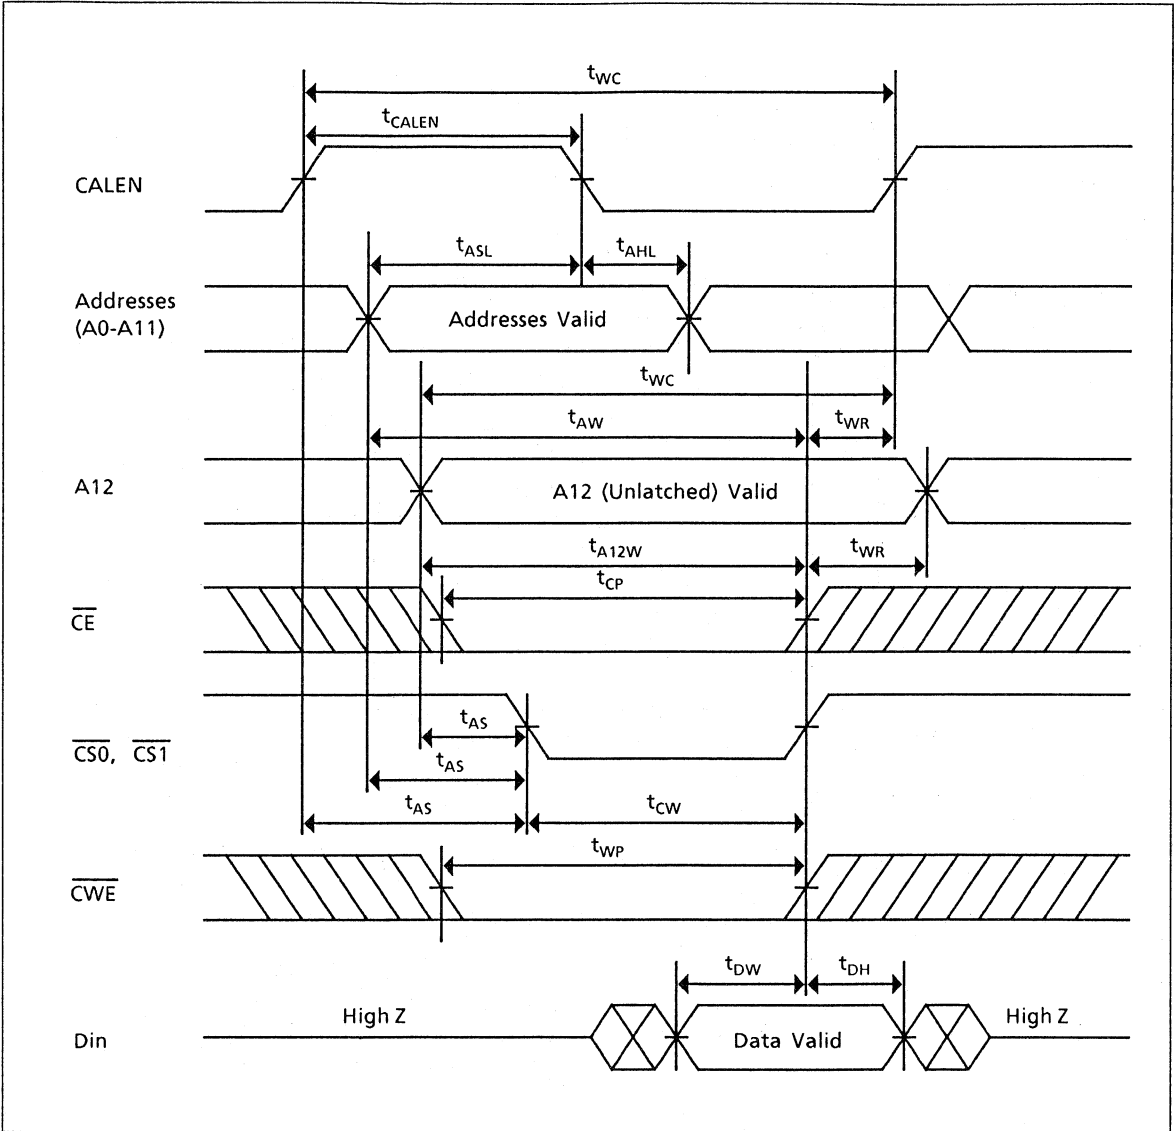 tWC
tCALEN
CALEN
tASL
tAHL
Addresses
(A0-A11)
Addresses Valid
tWC
tAW
tWR
A12
A12 (Unlatched) Valid
tA12W
tWR
tCP
CE
tAS
CS0, CS1
tAS
tAS
tCW
tWP
CWE
tDW
tDH
High Z
High Z
Din
Data Valid